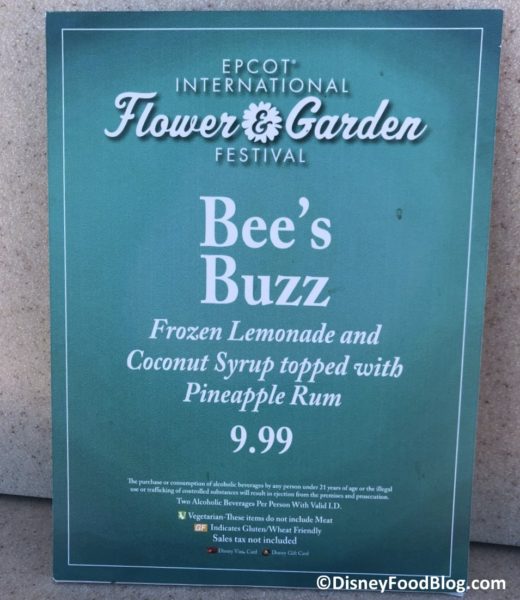 EPCOT®
INTERNATIONAL
Flower & Garden
FESTIVAL
Bee's
Buzz
Frozen Lemonade and
Coconut Syrup topped with
Pineapple Rum
9.99
The purchase or consumption of alcoholic beverages by any person under 21 years of age or the illegal
use or trafficking of controlled substances will result in ejection from the premises and prosecution.
Two Alcoholic Beverages Per Person With Valid I.D.
V Vegetarian-These items do not include Meat
GF Indicates Gluten/Wheat Friendly
Sales tax not included
Disney Visa Card Disney Gift Card
©DisneyFoodBlog.com